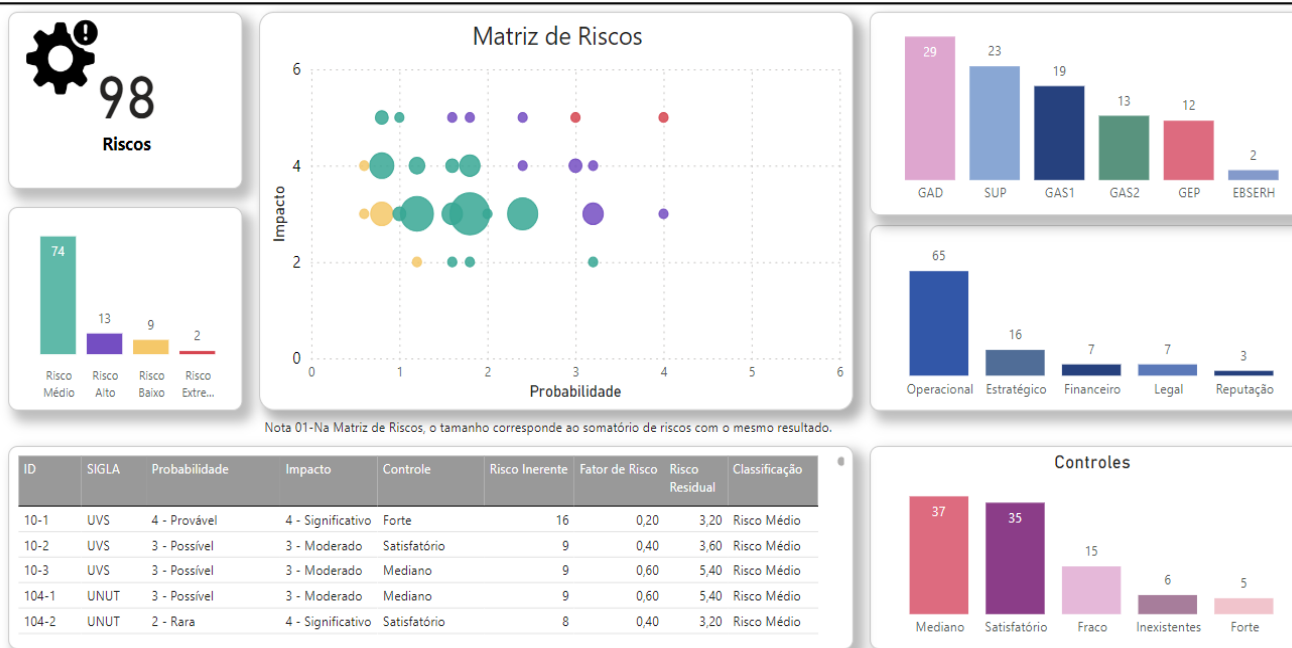 98
Riscos
74
13
9
2
Risco Médio
Risco Alto
Risco Baixo
Risco Extre...
Matriz de Riscos
Impacto
6
4
2
0
0 1 2 3 4 5 6
Probabilidade
Nota 01-Na Matriz de Riscos, o tamanho corresponde ao somatório de riscos com o mesmo resultado.
29
23
19
13
12
2
GAD SUP GAS1 GAS2 GEP EBSERH
65
16
7
7
3
Operacional Estratégico Financeiro Legal Reputação
ID SIGLA Probabilidade Impacto Controle Risco Inerente Fator de Risco Risco Residual Classificação
10-1 UVS 4 - Provável 4 - Significativo Forte 16 0,20 3,20 Risco Médio
10-2 UVS 3 - Possível 3 - Moderado Satisfatório 9 0,40 3,60 Risco Médio
10-3 UVS 3 - Possível 3 - Moderado Mediano 9 0,60 5,40 Risco Médio
104-1 UNUT 3 - Possível 3 - Moderado Mediano 9 0,60 5,40 Risco Médio
104-2 UNUT 2 - Rara 4 - Significativo Satisfatório 8 0,40 3,20 Risco Médio
Controles
37
35
15
6
5
Mediano Satisfatório Fraco Inexistentes Forte